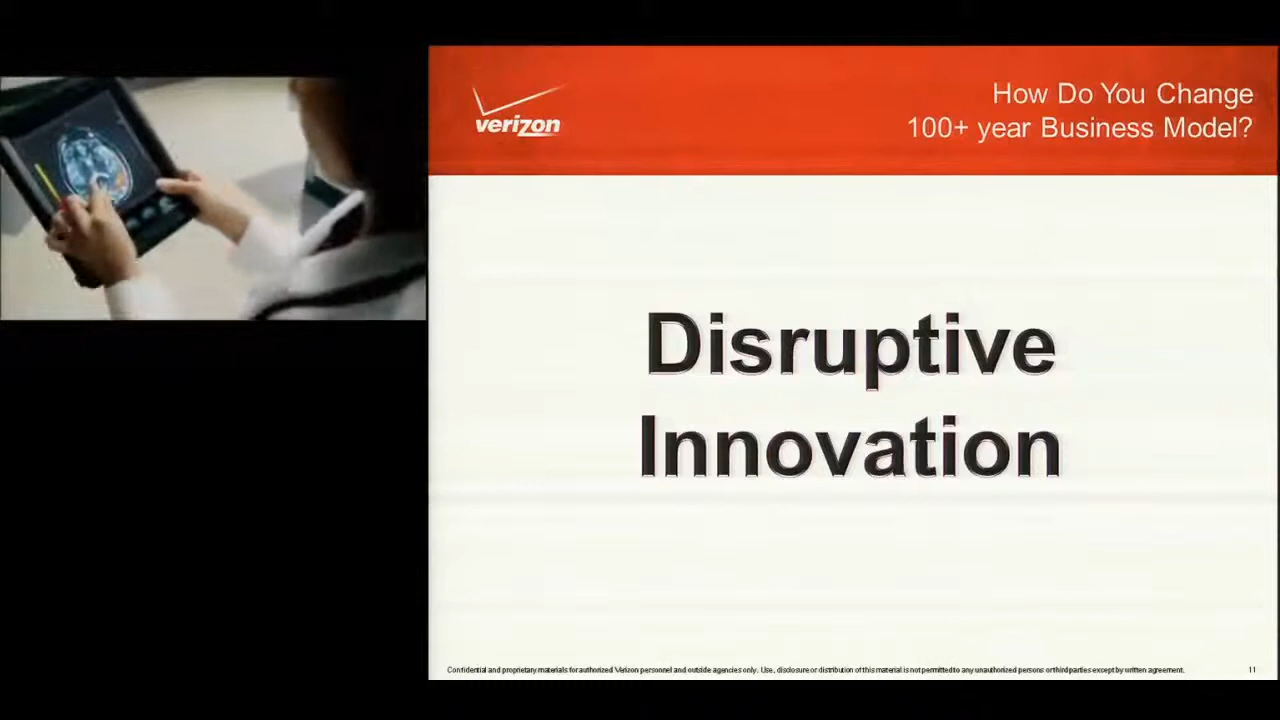 verizon
How Do You Change
100+ year Business Model?
Disruptive
Innovation
Confidential and proprietary materials for authorized Verizon personnel and outside agencies only. Use, disclosure or distribution of this material is not permitted to any unauthorized persons or third parties except by written agreement.
11